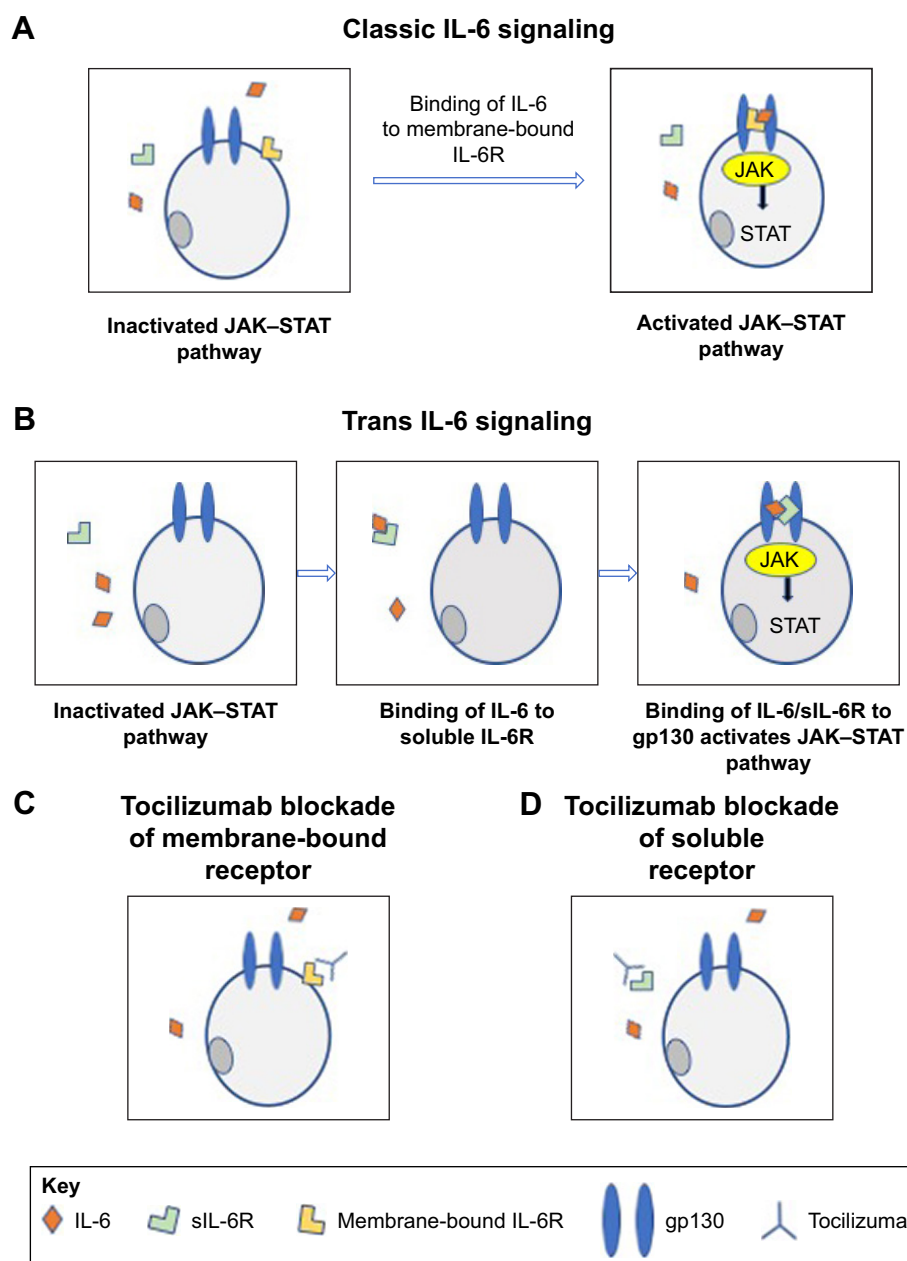 A
Classic IL-6 signaling
Binding of IL-6
to membrane-bound
IL-6R
JAK
STAT
Inactivated JAK–STAT
pathway
Activated JAK–STAT
pathway
B
Trans IL-6 signaling
JAK
STAT
Inactivated JAK–STAT
pathway
Binding of IL-6 to
soluble IL-6R
Binding of IL-6/sIL-6R to
gp130 activates JAK–STAT
pathway
C
Tocilizumab blockade
of membrane-bound
receptor
D
Tocilizumab blockade
of soluble
receptor
Key
IL-6
sIL-6R
Membrane-bound IL-6R
gp130
Tocilizuma